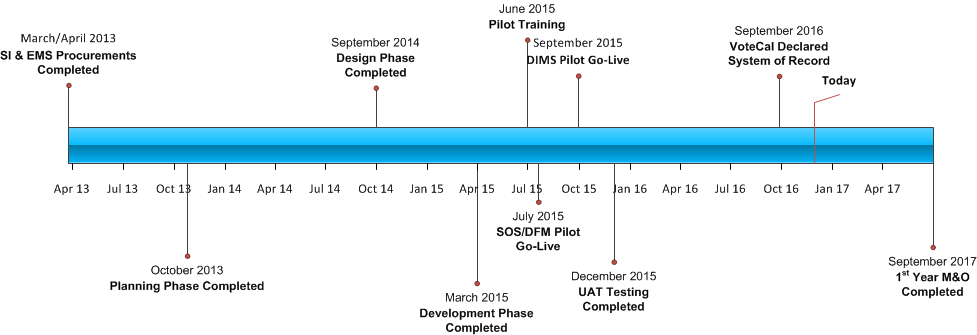 March/April 2013
SI & EMS Procurements
Completed
September 2014
Design Phase
Completed
June 2015
Pilot Training
September 2015
DIMS Pilot Go-Live
September 2016
VoteCal Declared
System of Record
Today
Apr 13 Jul 13 Oct 13 Jan 14 Apr 14 Jul 14 Oct 14 Jan 15 Apr 15 Jul 15 Oct 15 Jan 16 Apr 16 Jul 16 Oct 16 Jan 17 Apr 17
October 2013
Planning Phase Completed
March 2015
Development Phase
Completed
July 2015
SOS/DFM Pilot
Go-Live
December 2015
UAT Testing
Completed
September 2017
1st Year M&O
Completed